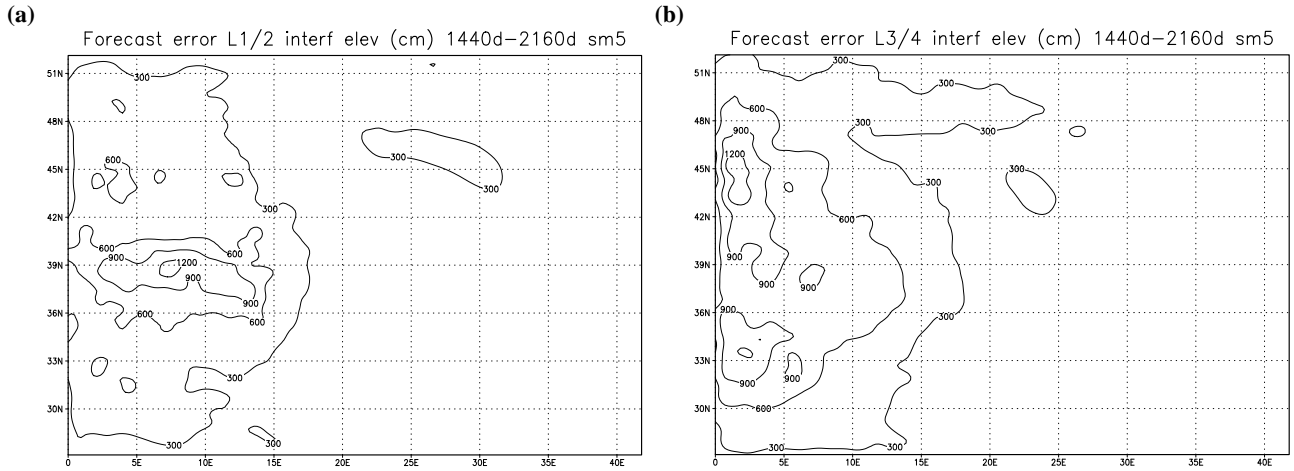 (a)
Forecast error L1/2 interf elev (cm) 1440d−2160d sm5
51N
48N
45N
42N
39N
36N
33N
30N
0 5E 10E 15E 20E 25E 30E 35E 40E
300
300
300
300
600
300
600
600
900
1200
900
900
600
600
300
300
300
(b)
Forecast error L3/4 interf elev (cm) 1440d−2160d sm5
51N
48N
45N
42N
39N
36N
33N
30N
0 5E 10E 15E 20E 25E 30E 35E 40E
300
300
600
300
300
900
1200
300
300
600
900
900
900
900
300
900
900
600
300
300